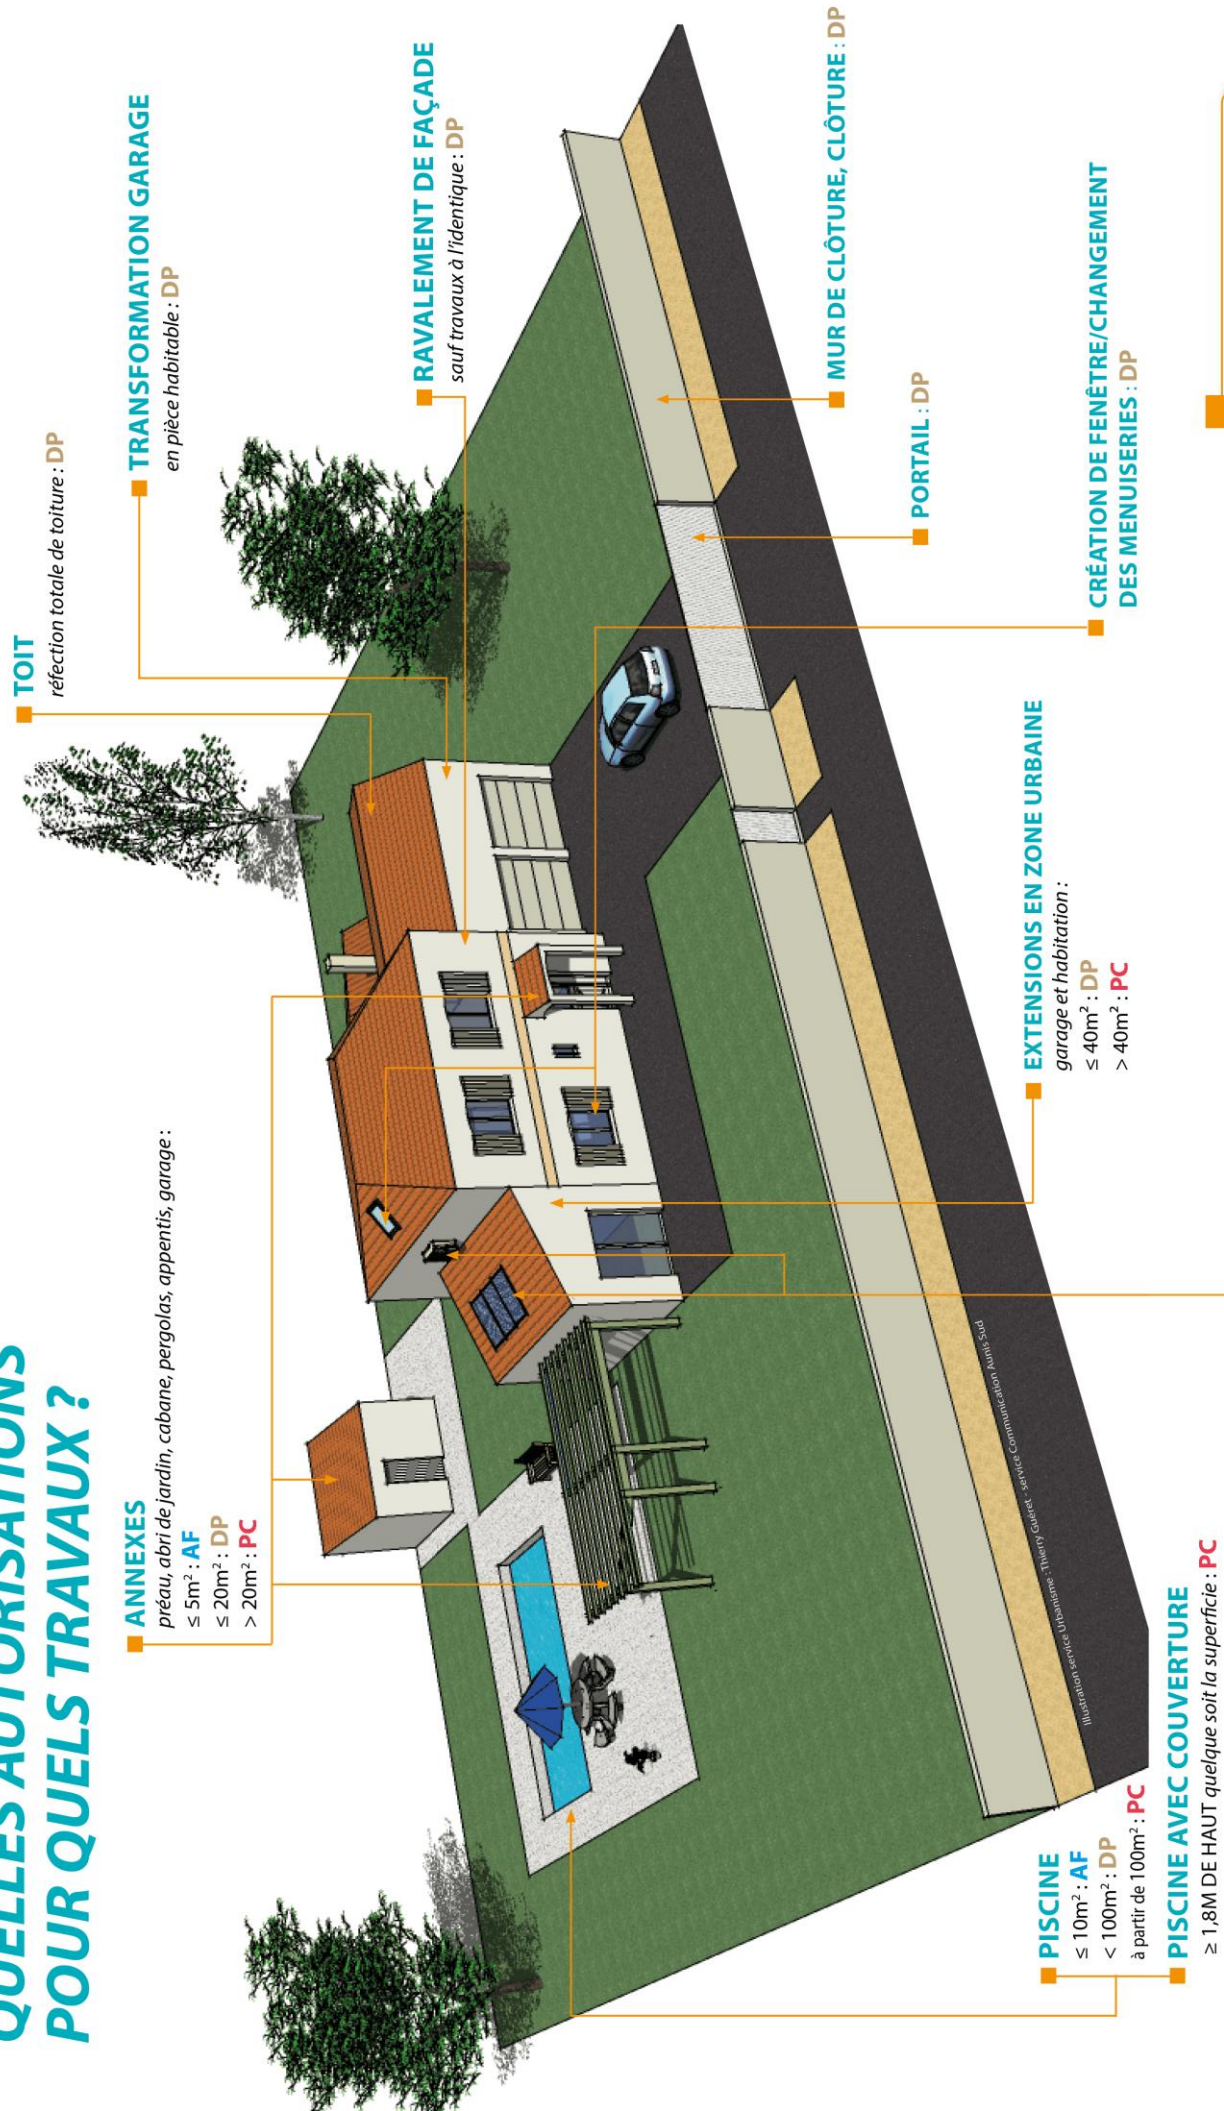 QUELLES AUTORISATIONS
POUR QUELS TRAVAUX ?
ANNEXES
préau, abri de jardin, cabane, pergolas, appentis, garage :
≤ 5m² : AF
≤ 20m² : DP
> 20m² : PC
TOIT
réfection totale de toiture : DP
TRANSFORMATION GARAGE
en pièce habitable : DP
RAVALEMENT DE FAÇADE
sauf travaux à l'identique : DP
MUR DE CLÔTURE, CLÔTURE : DP
PORTAIL : DP
CRÉATION DE FENÊTRE/CHANGEMENT
DES MENUISERIES : DP
EXTENSIONS EN ZONE URBAINE
garage et habitation :
≤ 40m² : DP
> 40m² : PC
PISCINE
≤ 10m² : AF
< 100m² : DP
à partir de 100m² : PC
PISCINE AVEC COUVERTURE
≥ 1,8M DE HAUT quelque soit la superficie : PC
Illustration service Urbanisme : Thierry Guéret - service Communication Aunis Sud